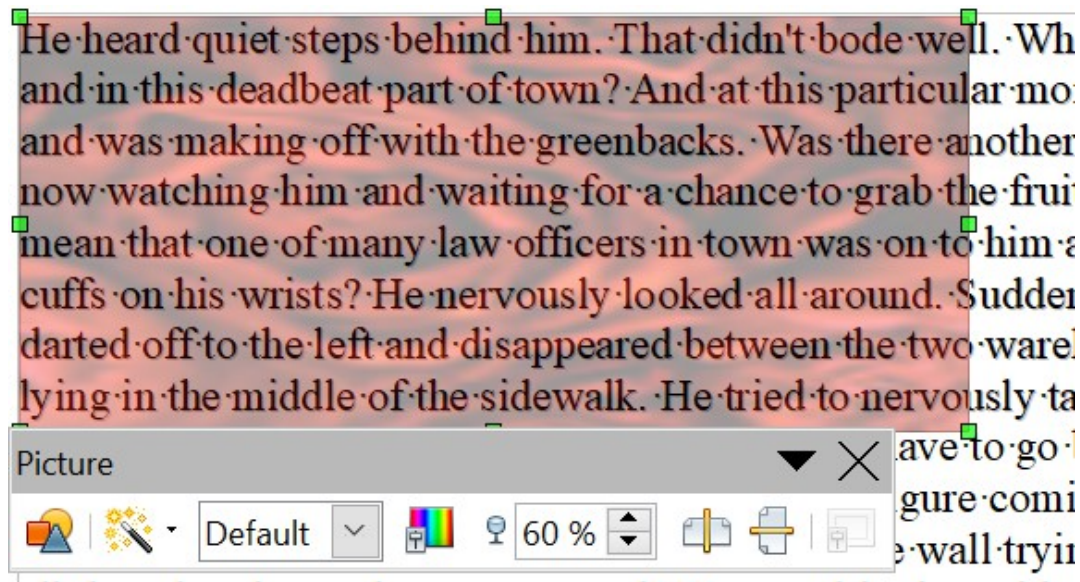 He heard quiet steps behind him. That didn't bode well. Wh
and in this deadbeat part of town? And at this particular mo
and was making off with the greenbacks. Was there another
now watching him and waiting for a chance to grab the fruit
mean that one of many law officers in town was on to him a
cuffs on his wrists? He nervously looked all around. Sudden
darted off to the left and disappeared between the two wareh
lying in the middle of the sidewalk. He tried to nervously ta
ave to go
Picture
gure comi
Default 60 %
e wall tryin